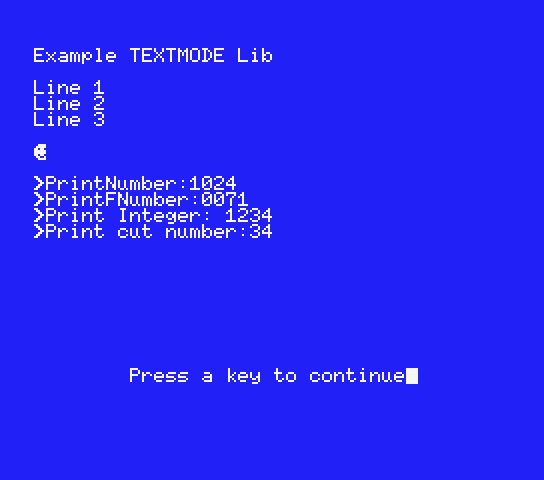 Example TEXTMODE Lib
Line 1
Line 2
Line 3
>PrintNumber:1024
>PrintFNumber:0071
>Print Integer: 1234
>Print cut number:34
Press a key to continue